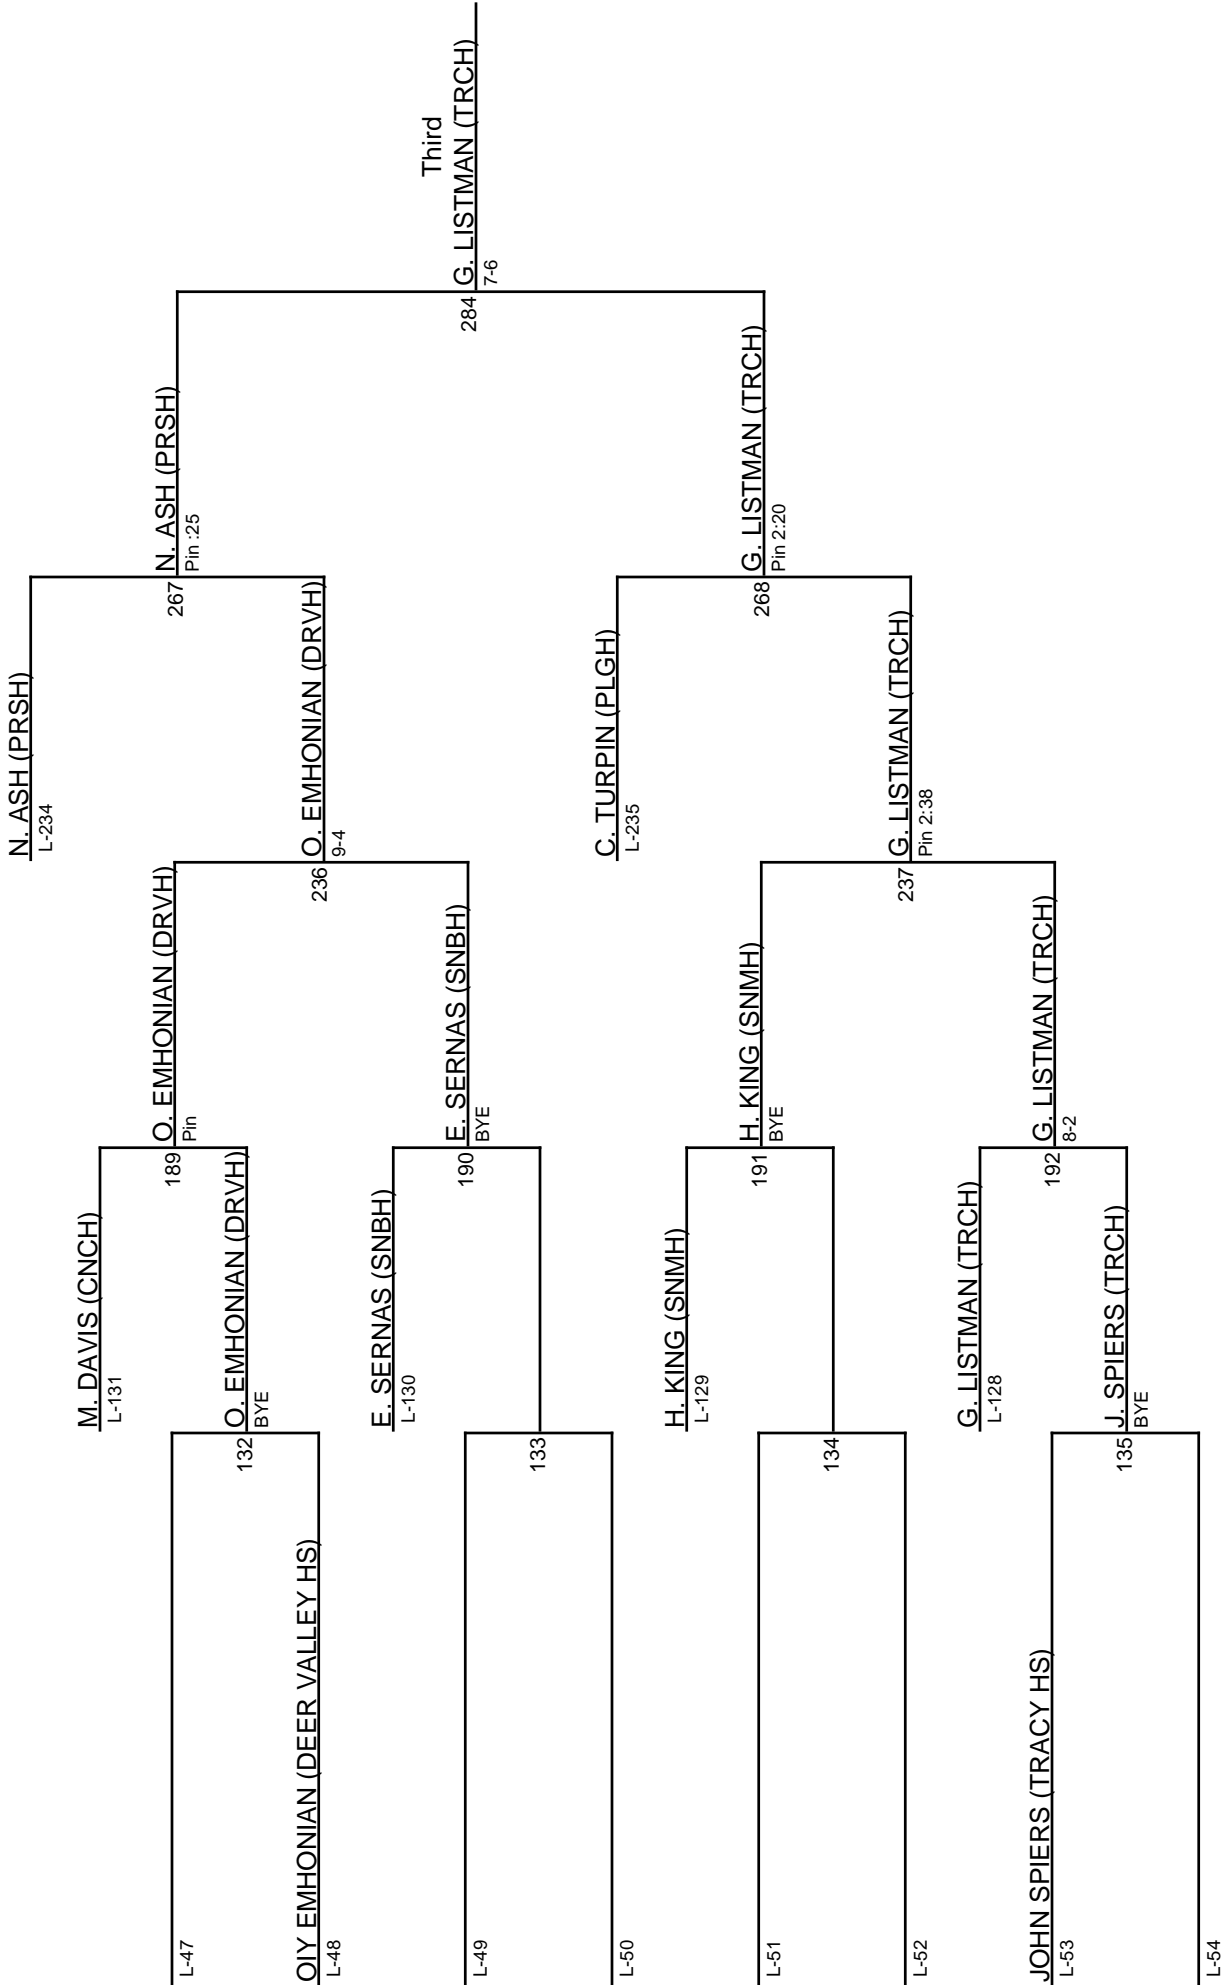 L-47
OIY EMHONIAN (DEER VALLEY HS)
L-48
L-49
L-50
L-51
L-52
JOHN SPIERS (TRACY HS)
L-53
L-54
M. DAVIS (CNCH)
L-131
132
O. EMHONIAN (DRVH)
BYE
E. SERNAS (SNBH)
L-130
133
H. KING (SNMH)
L-129
134
G. LISTMAN (TRCH)
L-128
135
J. SPIERS (TRCH)
BYE
189
O. EMHONIAN (DRVH)
Pin
190
E. SERNAS (SNBH)
BYE
191
H. KING (SNMH)
BYE
192
G. LISTMAN (TRCH)
8-2
N. ASH (PRSH)
L-234
236
O. EMHONIAN (DRVH)
9-4
C. TURPIN (PLGH)
L-235
237
G. LISTMAN (TRCH)
Pin 2:38
267
N. ASH (PRSH)
Pin :25
268
G. LISTMAN (TRCH)
Pin 2:20
284
Third
G. LISTMAN (TRCH)
7-6